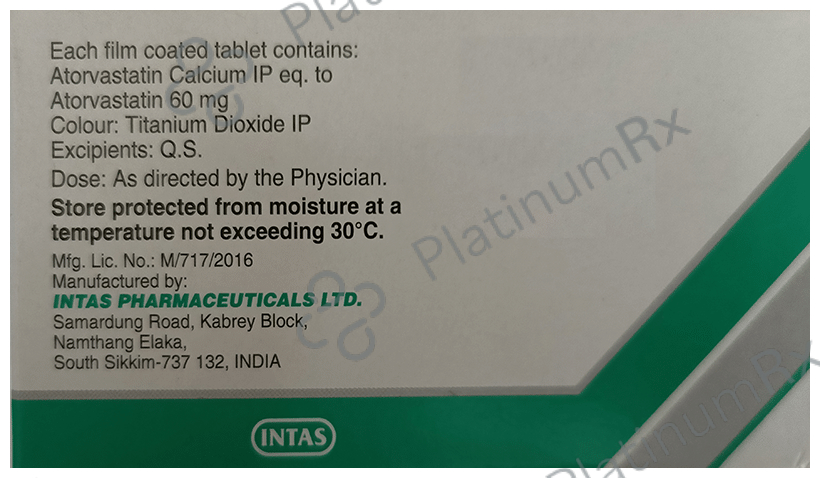 Each film coated tablet contains:
Atorvastatin Calcium IP eq. to
Atorvastatin 60 mg
Colour: Titanium Dioxide IP
Excipients: Q.S.
Dose: As directed by the Physician.
Store protected from moisture at a
temperature not exceeding 30°C.
Mfg. Lic. No.: M/717/2016
Manufactured by:
INTAS PHARMACEUTICALS LTD.
Samardung Road, Kabrey Block,
Namthang Elaka,
South Sikkim-737 132, INDIA
INTAS
PlatinumRx
PlatinumRx
PlatinumRx